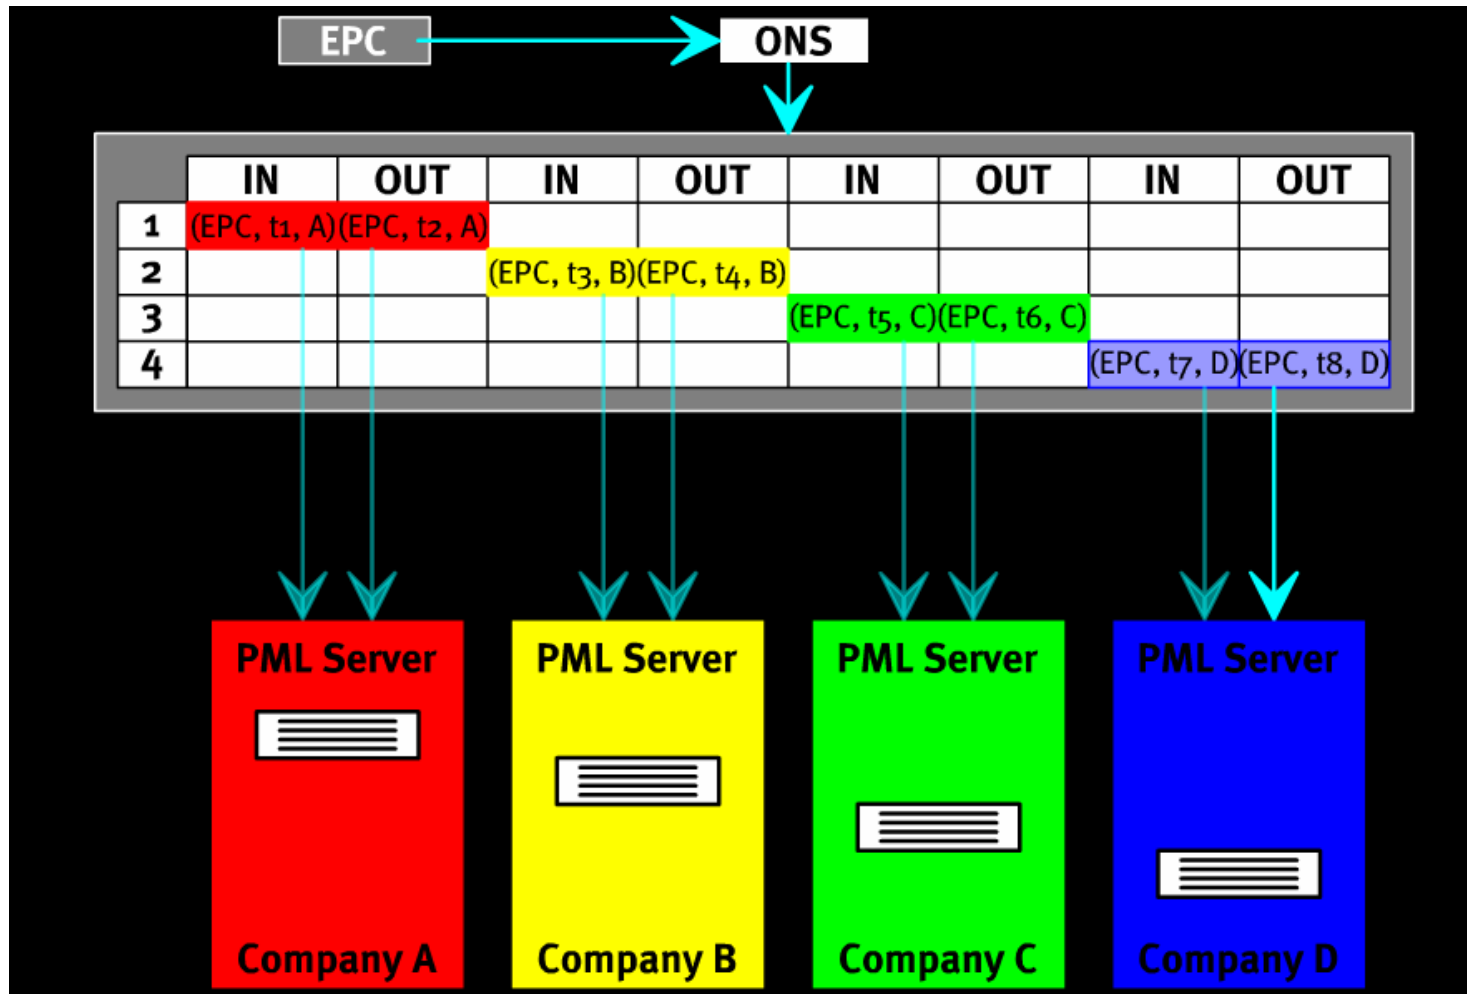 EPC ONS
IN OUT IN OUT IN OUT IN OUT
1 (EPC, t1, A) (EPC, t2, A)
2 (EPC, t3, B) (EPC, t4, B)
3 (EPC, t5, C) (EPC, t6, C)
4 (EPC, t7, D) (EPC, t8, D)
PML Server PML Server PML Server PML Server
Company A Company B Company C Company D